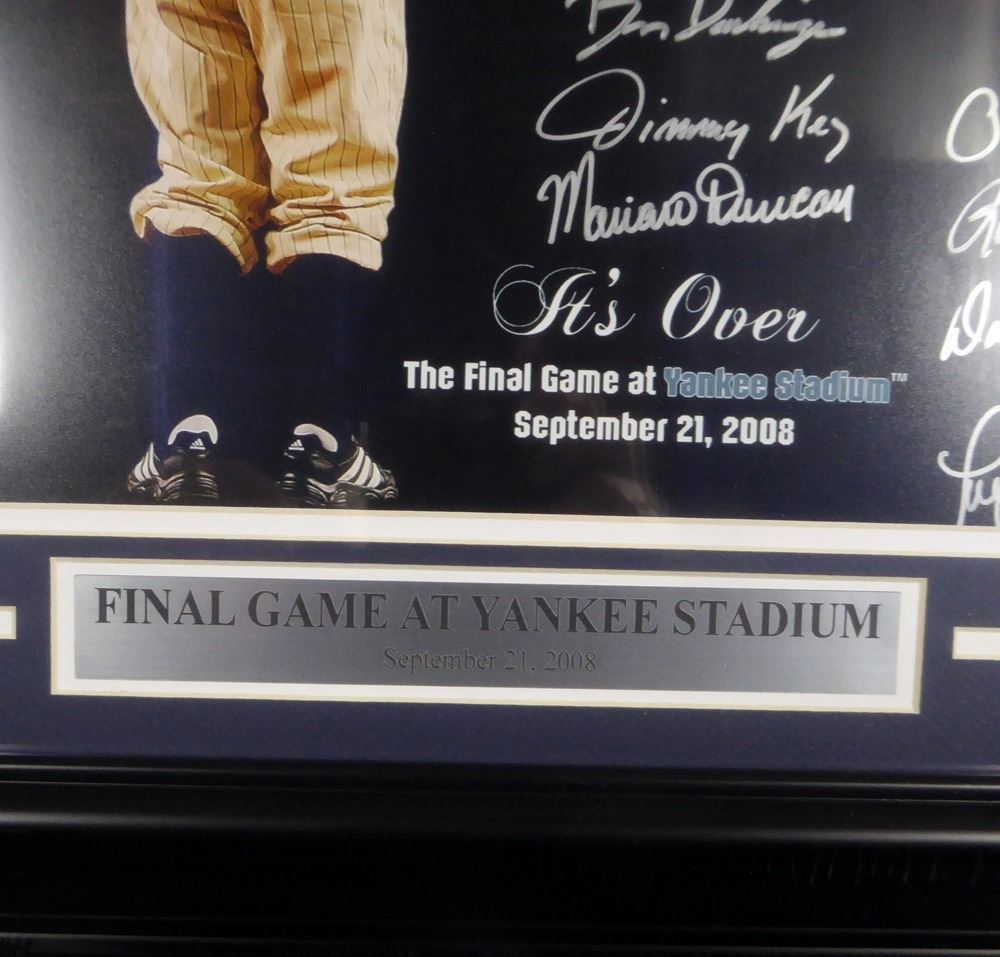 Jimmy Key
Mariano Duncan
It's Over
The Final Game at Yankee Stadium™
September 21, 2008
FINAL GAME AT YANKEE STADIUM
September 21, 2008